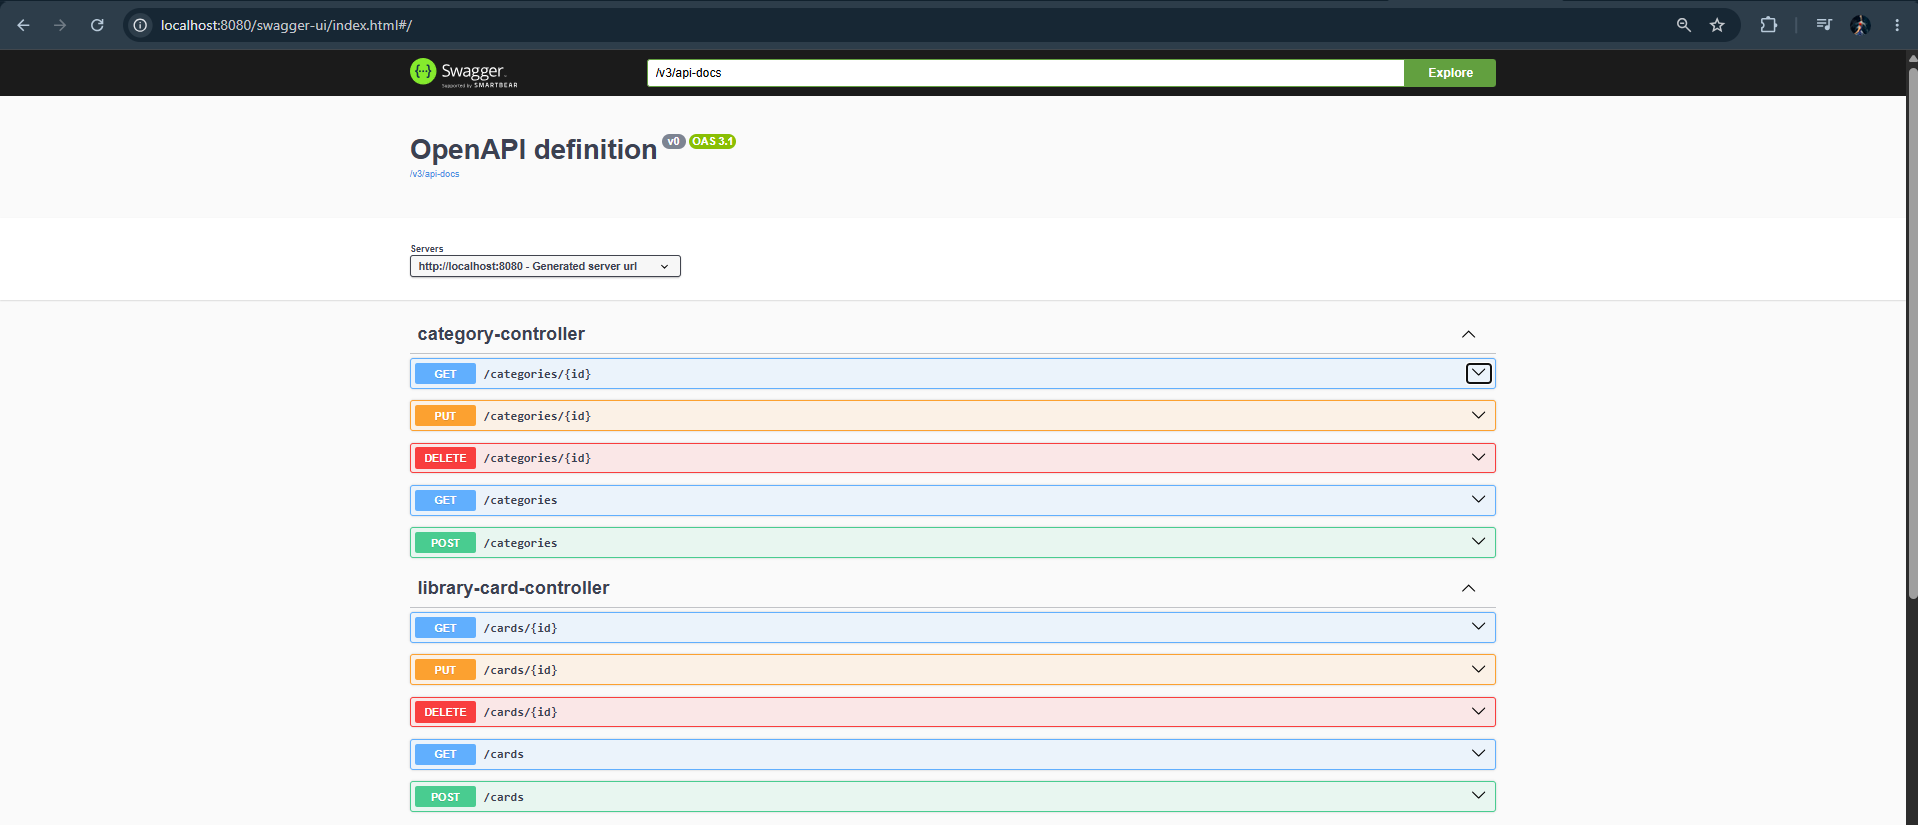 localhost:8080/swagger-ui/index.html#/
Swagger
Supported by SMARTBEAR
/v3/api-docs
Explore
OpenAPI definition v0 OAS 3.1
/v3/api-docs
Servers
http://localhost:8080 - Generated server url
category-controller
GET /categories/{id}
PUT /categories/{id}
DELETE /categories/{id}
GET /categories
POST /categories
library-card-controller
GET /cards/{id}
PUT /cards/{id}
DELETE /cards/{id}
GET /cards
POST /cards